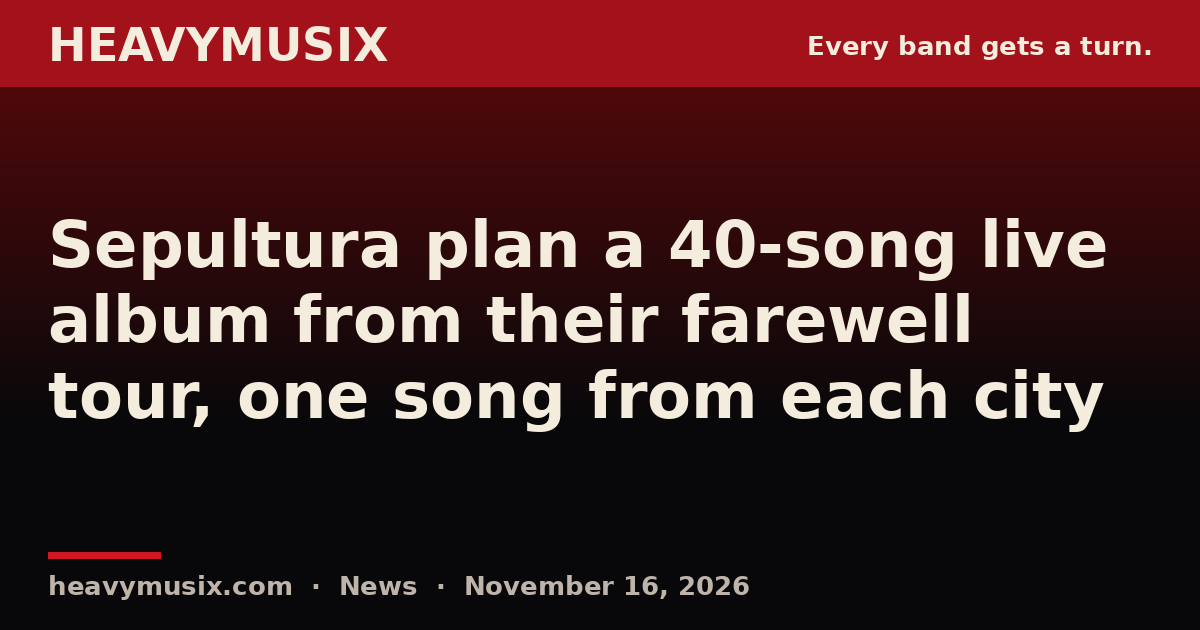 HEAVYMUSIX
Every band gets a turn.
Sepultura plan a 40-song live
album from their farewell
tour, one song from each city
heavymusix.com · News · November 16, 2026